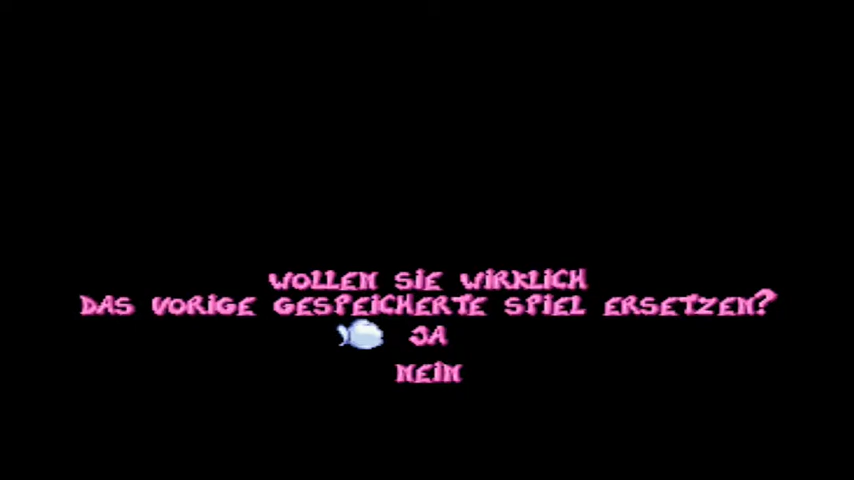 WOLLEN SIE WIRKLICH
DAS VORIGE GESPEICHERTE SPIEL ERSETZEN?
JA
NEIN